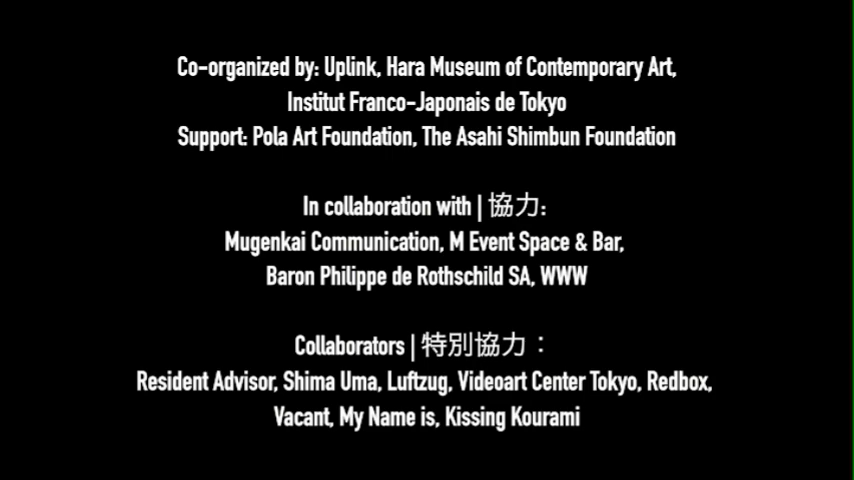 Co-organized by: Uplink, Hara Museum of Contemporary Art,
Institut Franco-Japonais de Tokyo
Support: Pola Art Foundation, The Asahi Shimbun Foundation
In collaboration with | 協力:
Mugenkai Communication, M Event Space & Bar,
Baron Philippe de Rothschild SA, WWW
Collaborators | 特別協力：
Resident Advisor, Shima Uma, Luftzug, Videoart Center Tokyo, Redbox,
Vacant, My Name is, Kissing Kourami